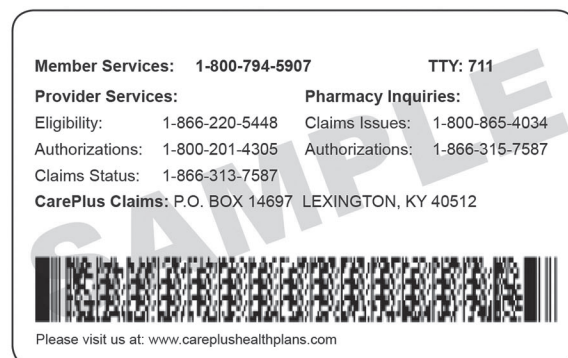 Member Services: 1-800-794-5907 TTY: 711
Provider Services: Pharmacy Inquiries:
Eligibility: 1-866-220-5448 Claims Issues: 1-800-865-4034
Authorizations: 1-800-201-4305 Authorizations: 1-866-315-7587
Claims Status: 1-866-313-7587
CarePlus Claims: P.O. BOX 14697 LEXINGTON, KY 40512
SAMPLE
Please visit us at: www.careplushealthplans.com